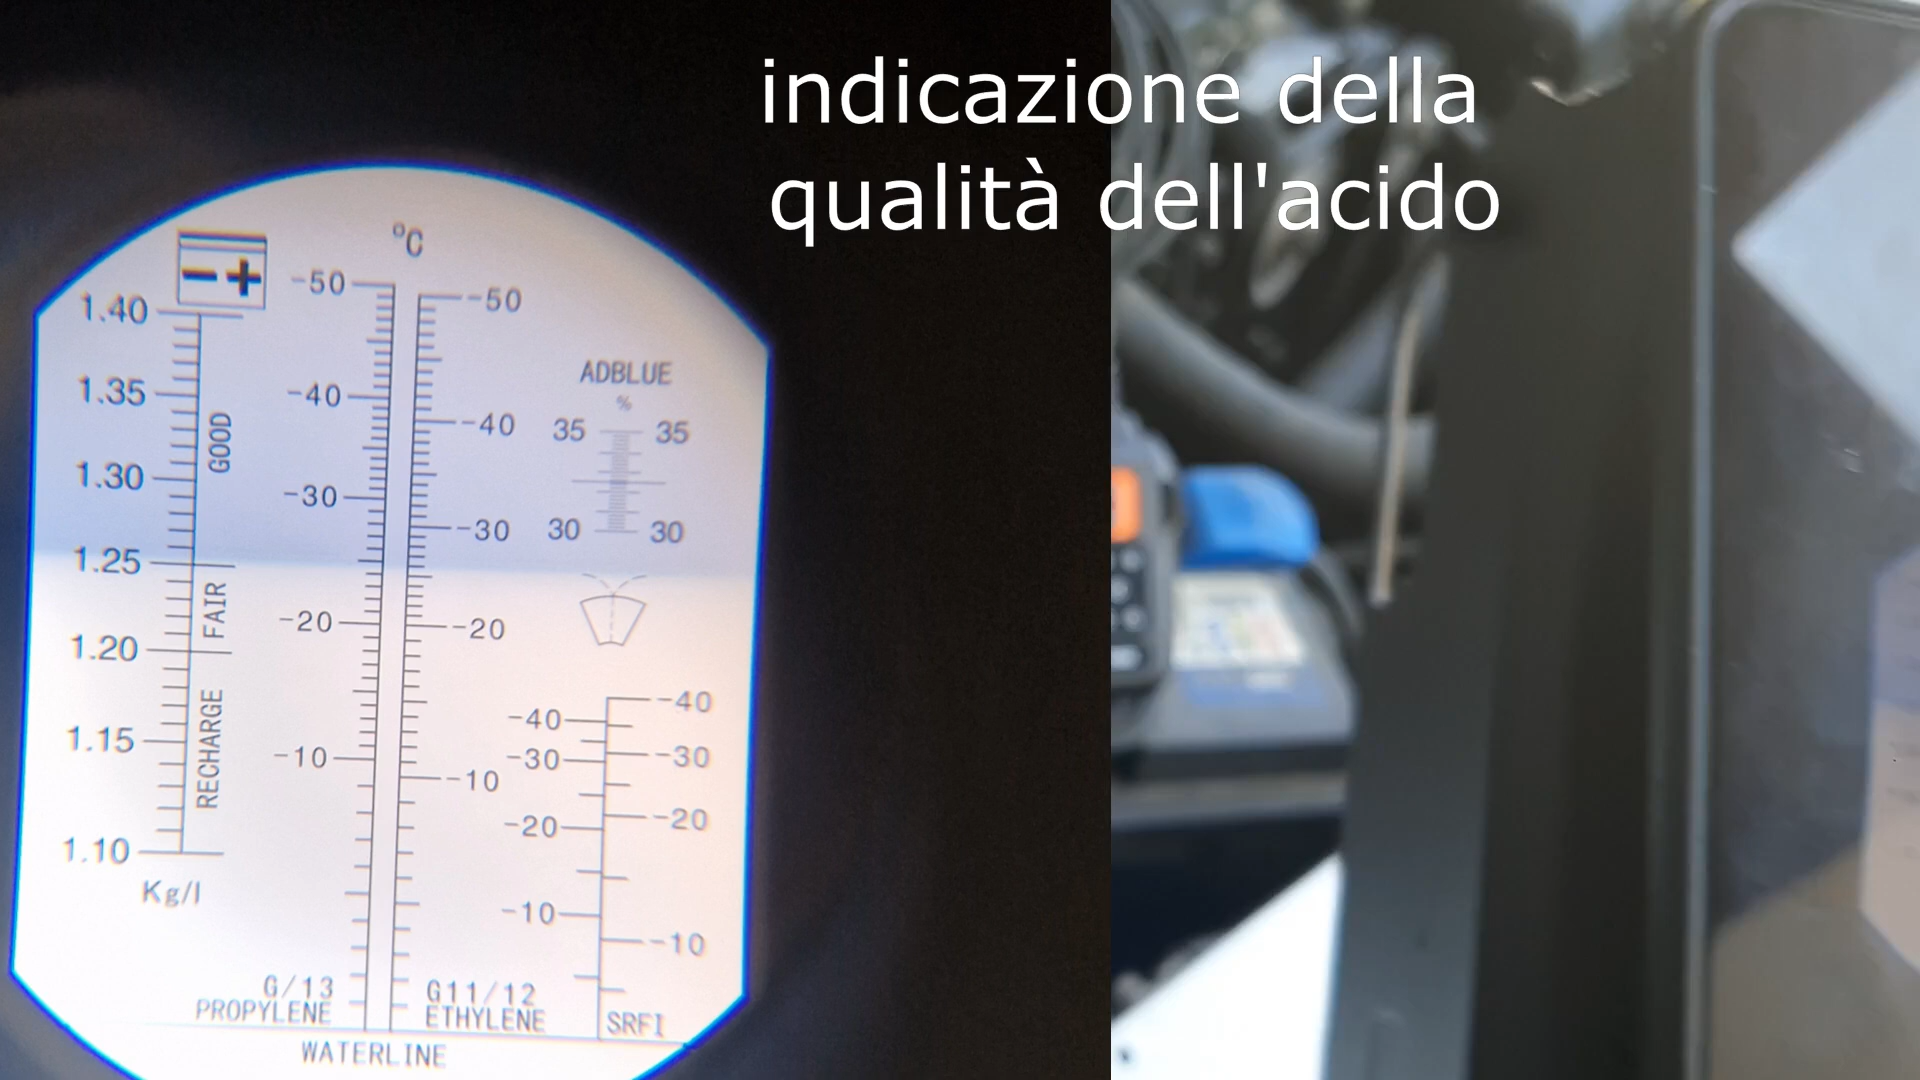 indicazione della
qualità dell'acido
°C
-50
-50
1.40
1.35
-40
-40
ADBLUE
%
35 35
GOOD
1.30
-30
-30
30 30
1.25
FAIR
-20
-20
1.20
RECHARGE
1.15
-10
-10
1.10
Kg/l
-40 -40
-30 -30
-20 -20
-10 -10
G/13
PROPYLENE
G11/12
ETHYLENE
SRFI
WATERLINE